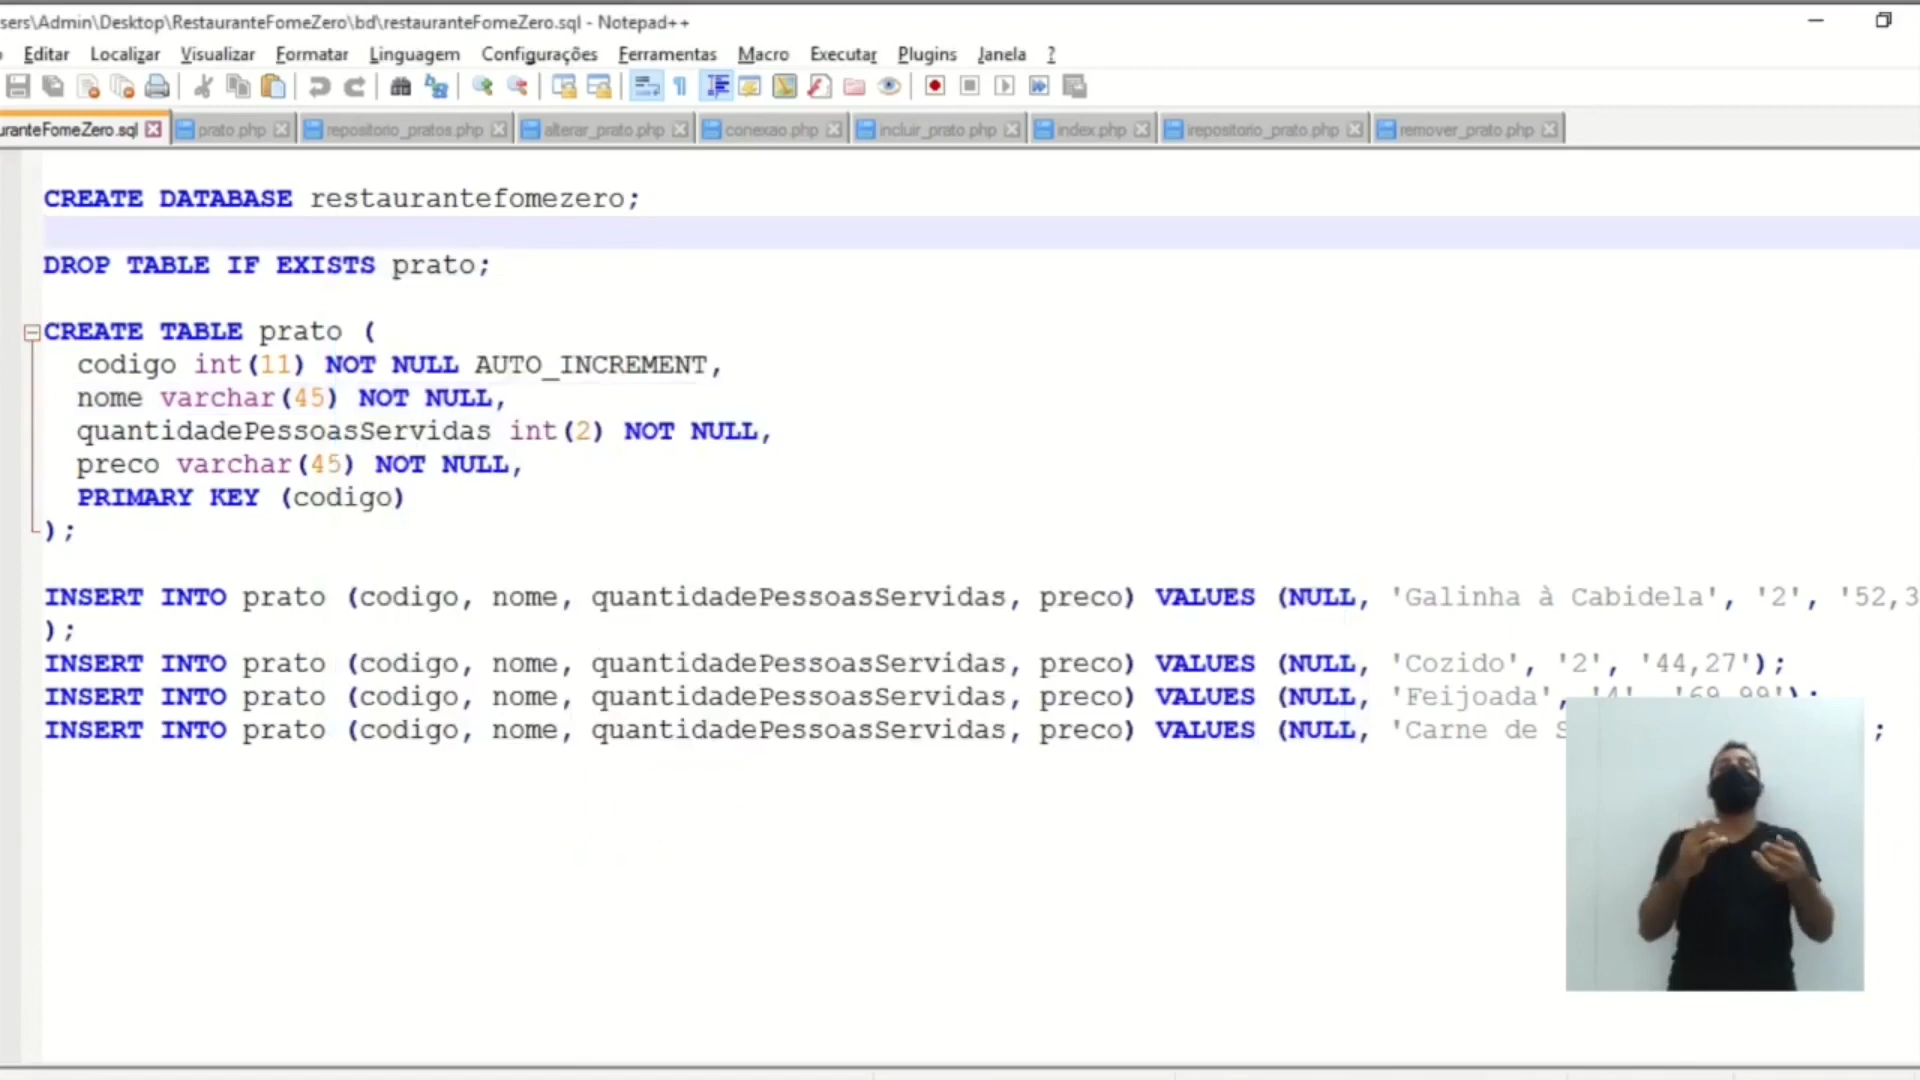 sers\Admin\Desktop\RestauranteFomeZero\bd\restauranteFomeZero.sql - Notepad++
Editar Localizar Visualizar Formatar Linguagem Configurações Ferramentas Macro Executar Plugins Janela ?
uranteFomeZero.sql prato.php repositorio_pratos.php alterar_prato.php conexao.php incluir_prato.php index.php irepositorio_prato.php remover_prato.php
CREATE DATABASE restaurantefomezero;
DROP TABLE IF EXISTS prato;
CREATE TABLE prato (
codigo int(11) NOT NULL AUTO_INCREMENT,
nome varchar(45) NOT NULL,
quantidadePessoasServidas int(2) NOT NULL,
preco varchar(45) NOT NULL,
PRIMARY KEY (codigo)
);
INSERT INTO prato (codigo, nome, quantidadePessoasServidas, preco) VALUES (NULL, 'Galinha à Cabidela', '2', '52,3
);
INSERT INTO prato (codigo, nome, quantidadePessoasServidas, preco) VALUES (NULL, 'Cozido', '2', '44,27');
INSERT INTO prato (codigo, nome, quantidadePessoasServidas, preco) VALUES (NULL, 'Feijoada', '4', '69,99');
INSERT INTO prato (codigo, nome, quantidadePessoasServidas, preco) VALUES (NULL, 'Carne de S ;